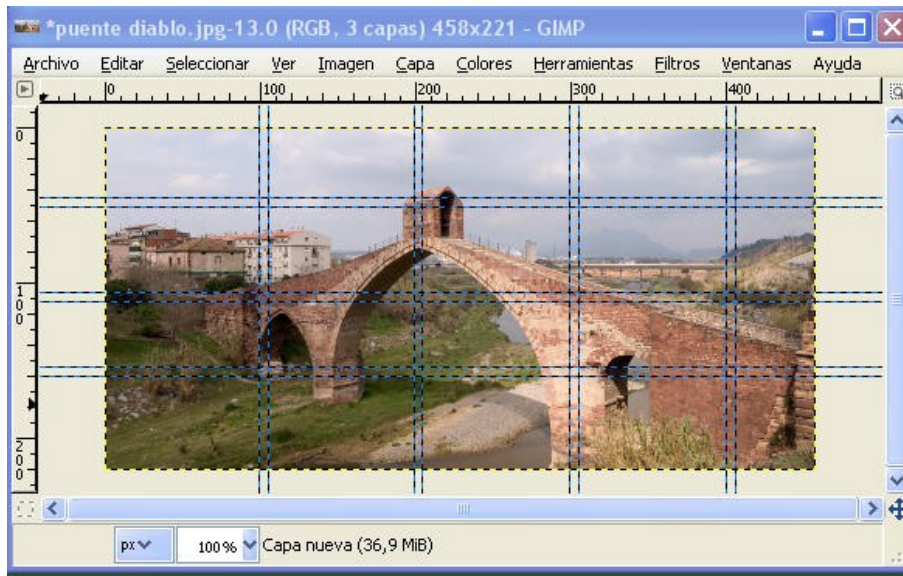 *puente diablo.jpg-13.0 (RGB, 3 capas) 458x221 - GIMP
Archivo Editar Seleccionar Ver Imagen Capa Colores Herramientas Filtros Ventanas Ayuda
0 100 200 300 400
0
100
200
px 100% Capa nueva (36,9 MiB)